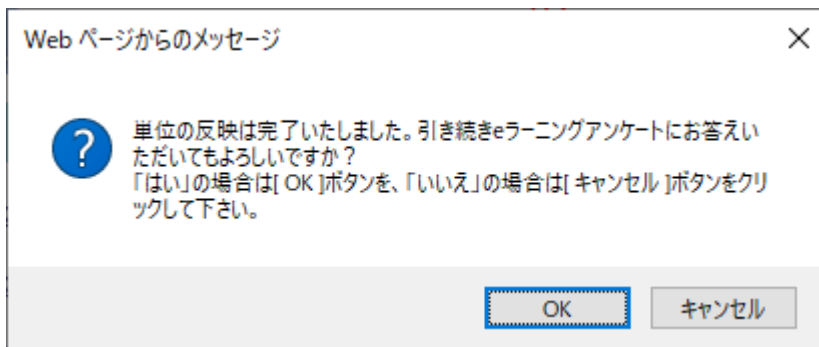 Web ページからのメッセージ
単位の反映は完了いたしました。引き続きeラーニングアンケートにお答えい
ただいてもよろしいですか？
「はい」の場合は[ OK ]ボタンを、「いいえ」の場合は[ キャンセル ]ボタンをクリ
ックして下さい。
OK
キャンセル